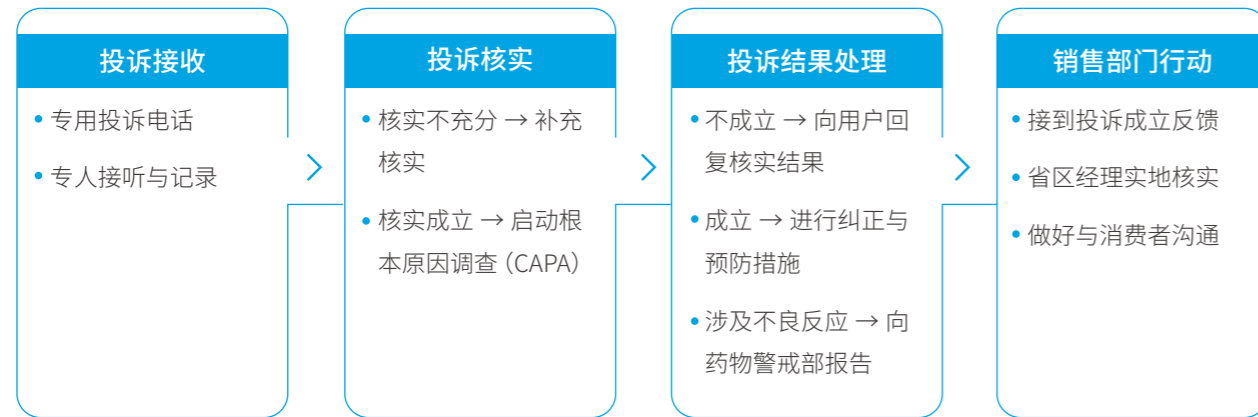 投诉接收
• 专用投诉电话
• 专人接听与记录
投诉核实
• 核实不充分 → 补充
核实
• 核实成立 → 启动根
本原因调查（CAPA）
投诉结果处理
• 不成立 → 向用户回
复核实结果
• 成立 → 进行纠正与
预防措施
• 涉及不良反应 → 向
药物警戒部报告
销售部门行动
• 接到投诉成立反馈
• 省区经理实地核实
• 做好与消费者沟通